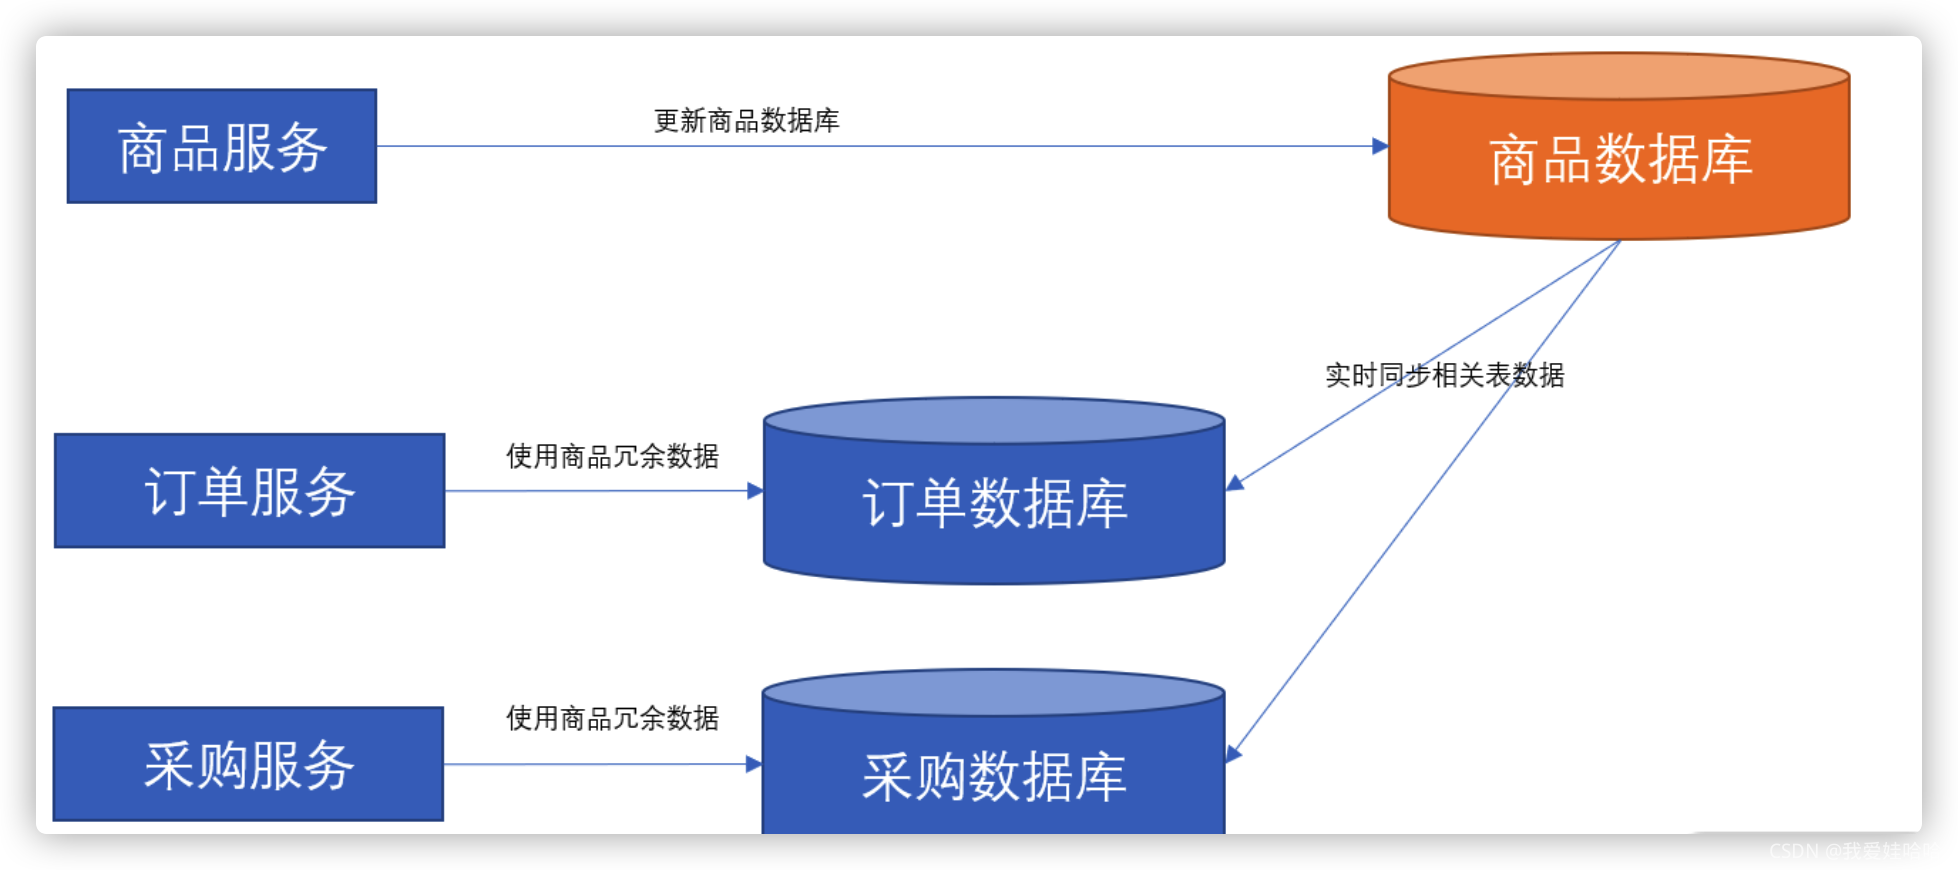 商品服务
更新商品数据库
商品数据库
实时同步相关表数据
订单服务
使用商品冗余数据
订单数据库
采购服务
使用商品冗余数据
采购数据库
CSDN @我爱娃哈